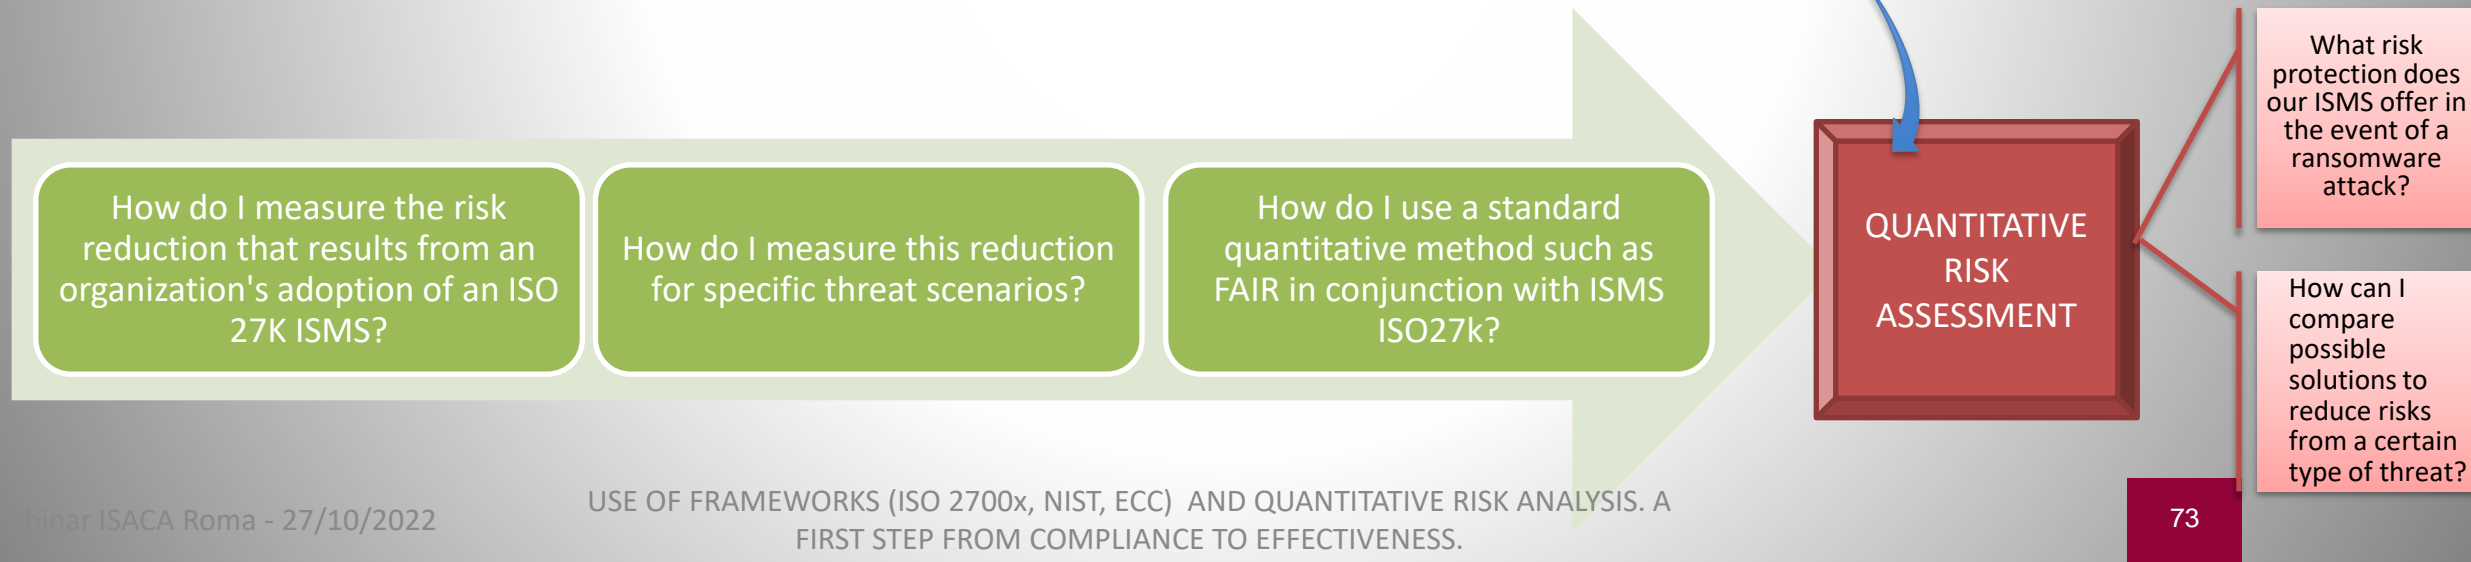 How do I measure the risk
reduction that results from an
organization's adoption of an ISO
27K ISMS?
How do I measure this reduction
for specific threat scenarios?
How do I use a standard
quantitative method such as
FAIR in conjunction with ISMS
ISO27k?
QUANTITATIVE
RISK
ASSESSMENT
What risk
protection does
our ISMS offer in
the event of a
ransomware
attack?
How can I
compare
possible
solutions to
reduce risks
from a certain
type of threat?
ISACA Roma - 27/10/2022
USE OF FRAMEWORKS (ISO 2700x, NIST, ECC) AND QUANTITATIVE RISK ANALYSIS. A
FIRST STEP FROM COMPLIANCE TO EFFECTIVENESS.
73